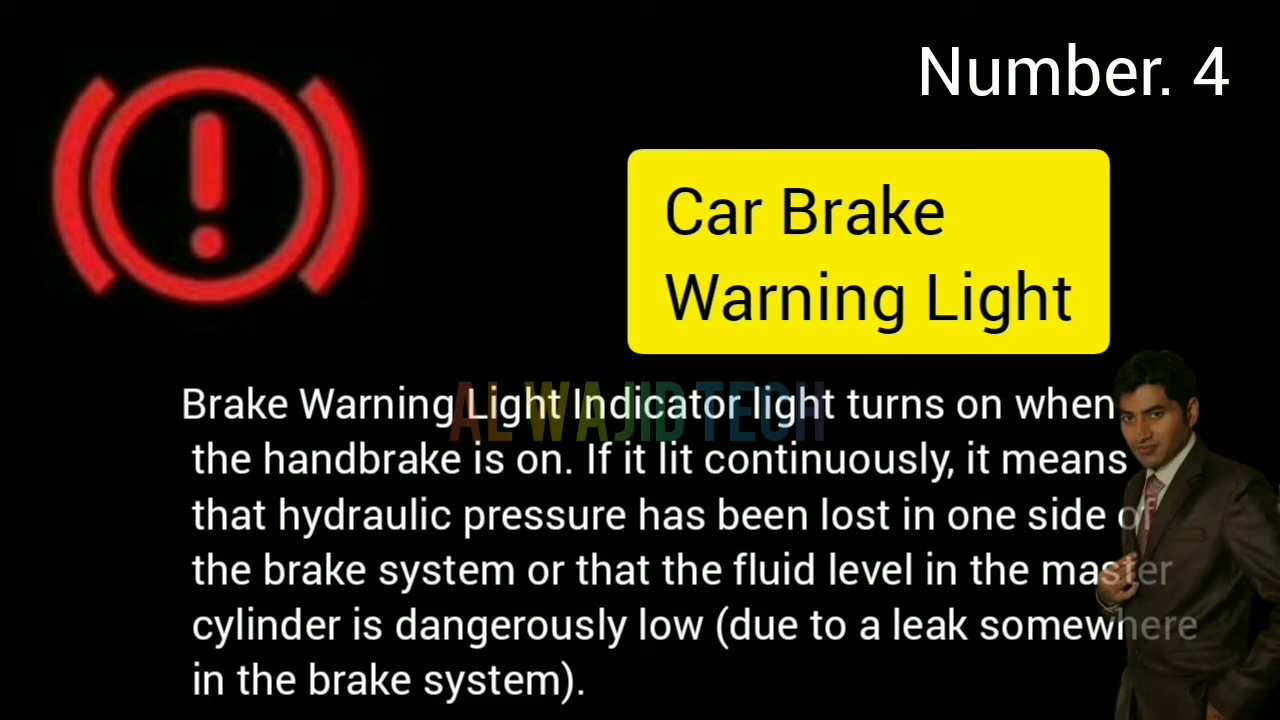 Number. 4
Car Brake
Warning Light
Brake Warning Light Indicator light turns on when
the handbrake is on. If it lit continuously, it means
that hydraulic pressure has been lost in one side of
the brake system or that the fluid level in the master
cylinder is dangerously low (due to a leak somewhere
in the brake system).
AL WAJID TECH